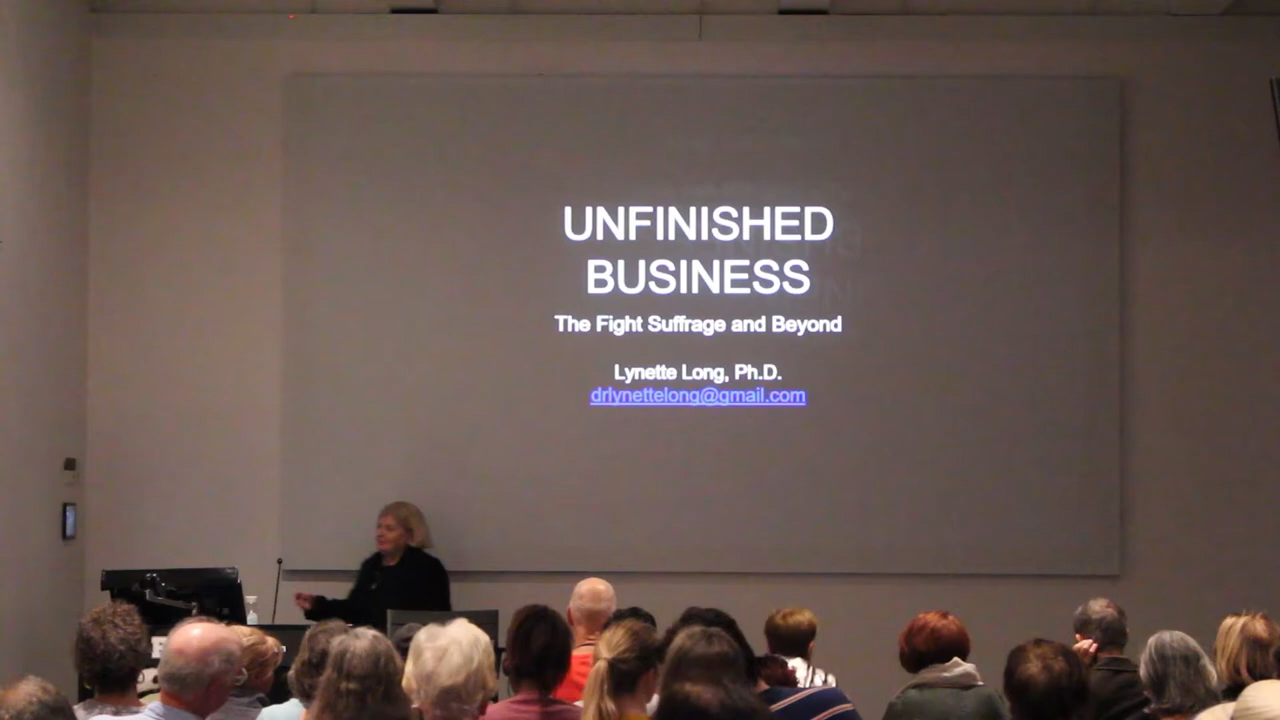 UNFINISHED
BUSINESS
The Fight Suffrage and Beyond
Lynette Long, Ph.D.
drlynettelong@gmail.com